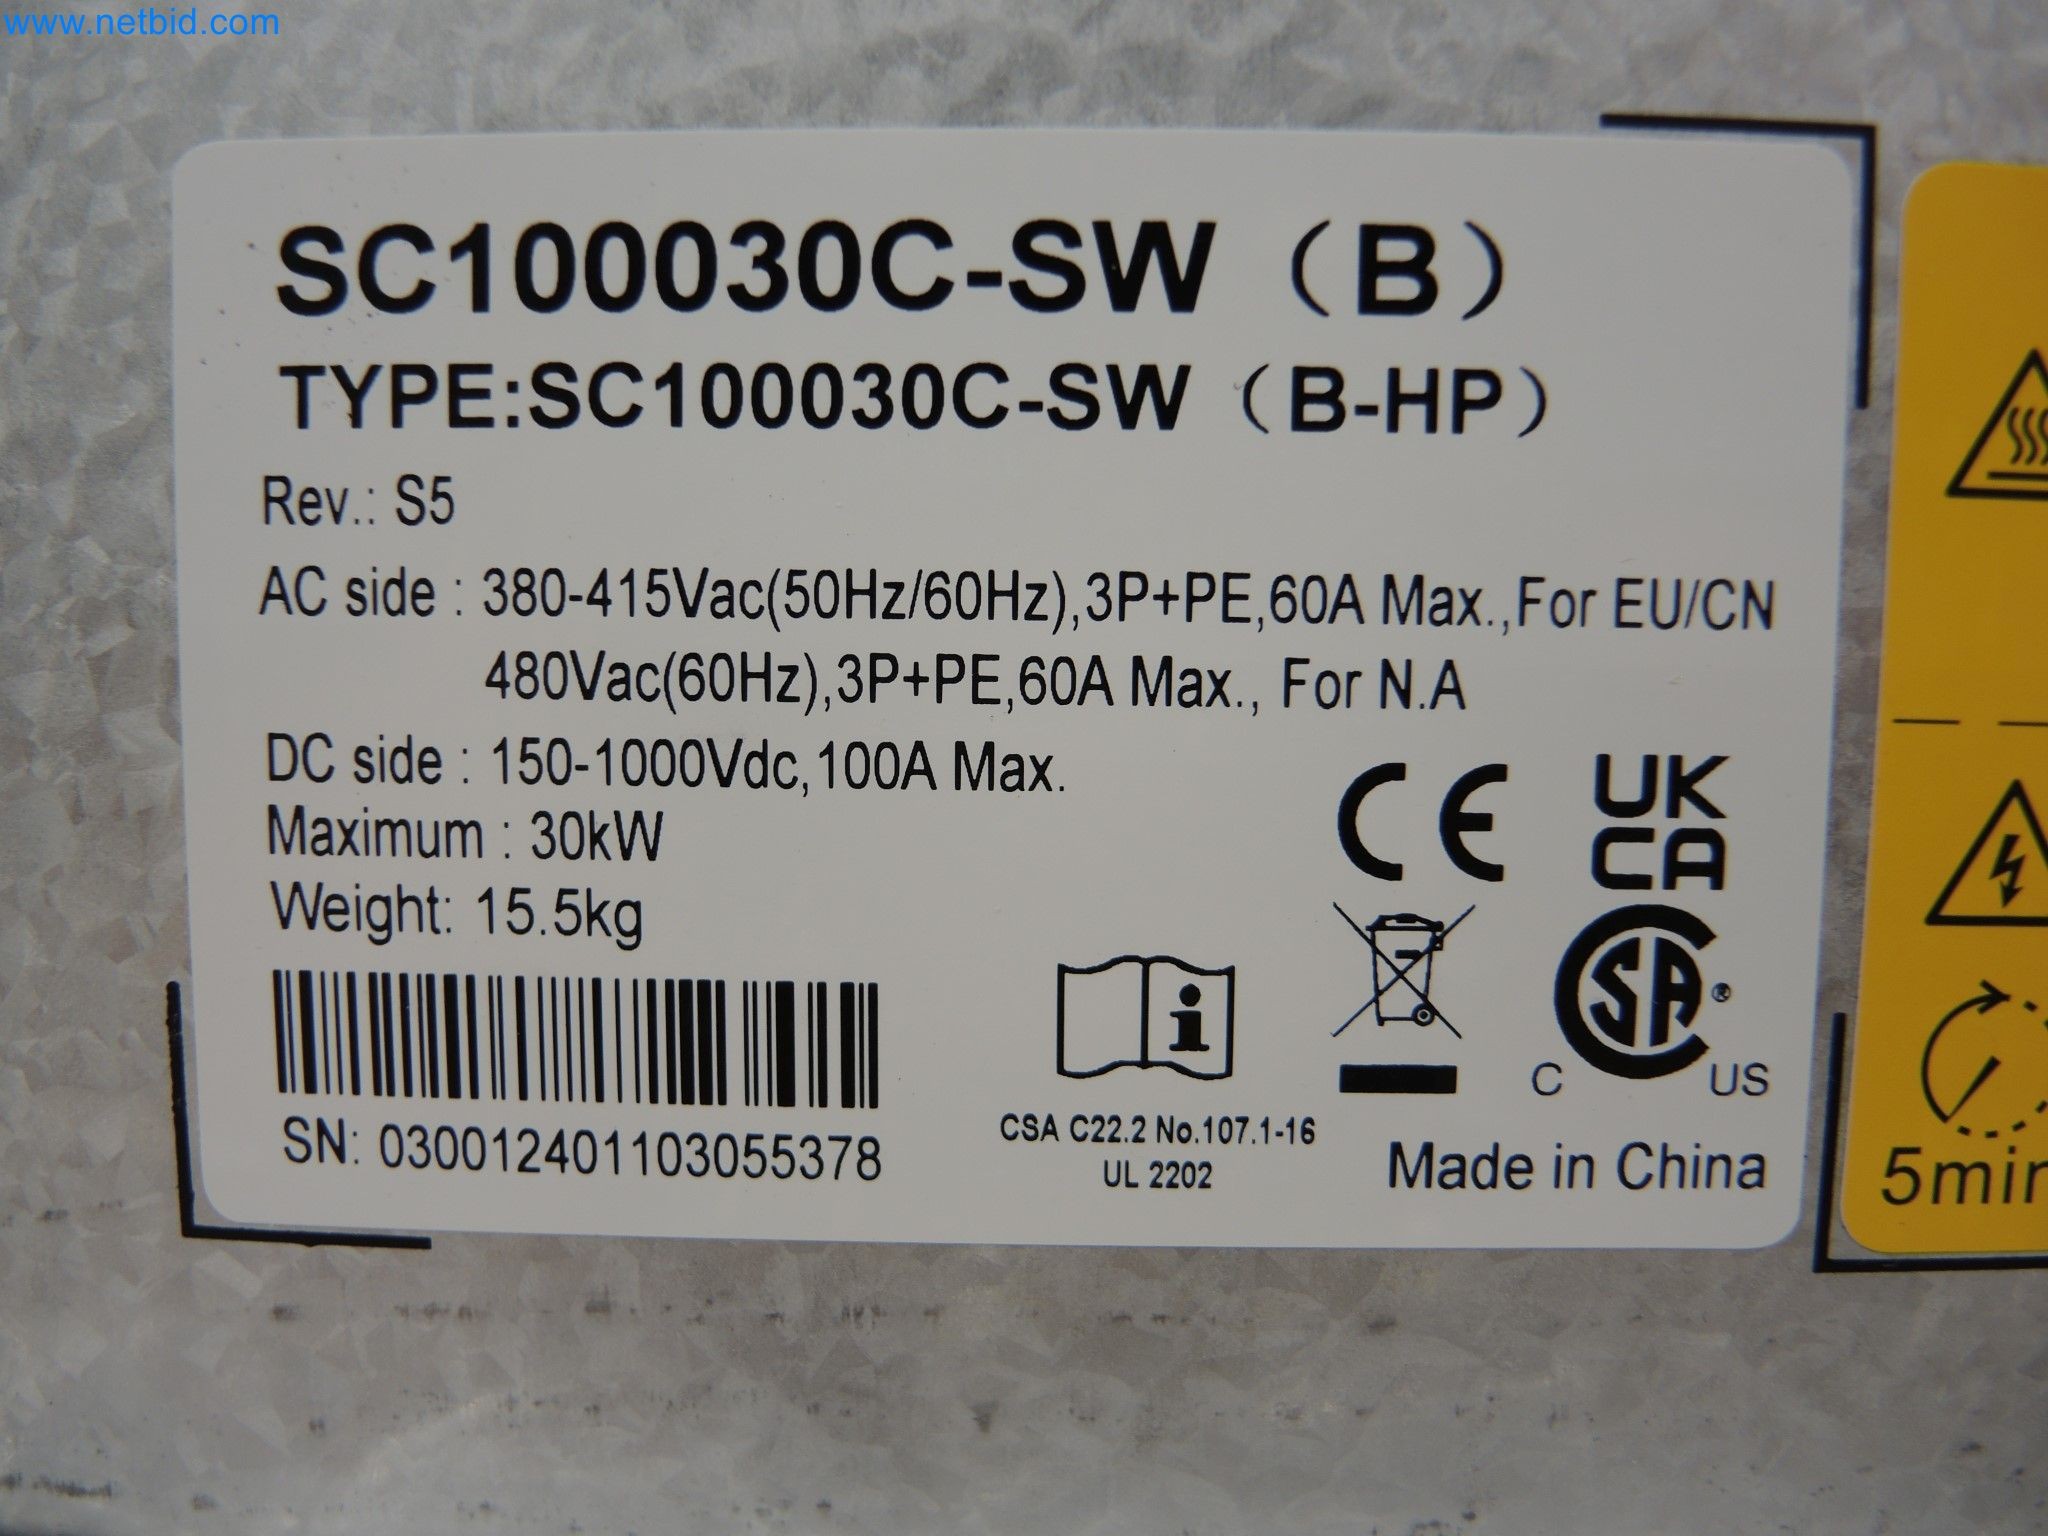 www.netbid.com
SC100030C-SW（B）
TYPE:SC100030C-SW（B-HP）
Rev.: S5
AC side : 380-415Vac(50Hz/60Hz),3P+PE,60A Max.,For EU/CN
480Vac(60Hz),3P+PE,60A Max., For N.A
DC side : 150-1000Vdc,100A Max.
Maximum : 30kW
Weight: 15.5kg
CE
UK
CA
SA®
C US
SN: 030012401103055378
CSA C22.2 No.107.1-16
UL 2202
Made in China
5min